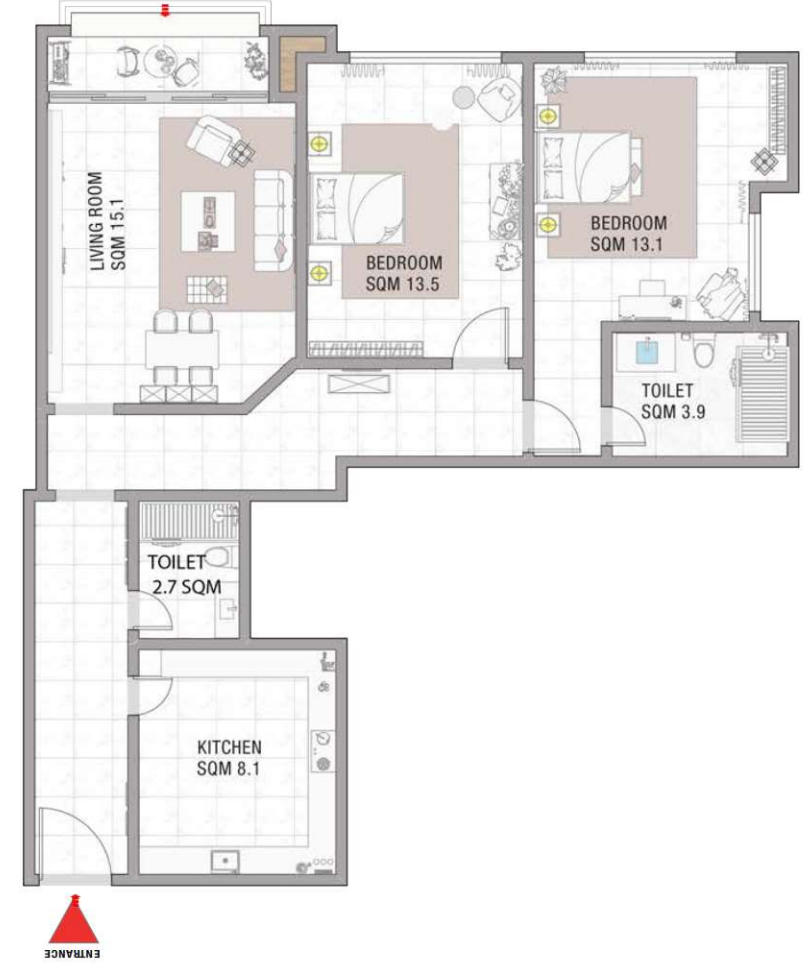 LIVING ROOM
SQM 15.1
BEDROOM
SQM 13.5
BEDROOM
SQM 13.1
TOILET
SQM 3.9
TOILET
2.7 SQM
KITCHEN
SQM 8.1
ENTRANCE